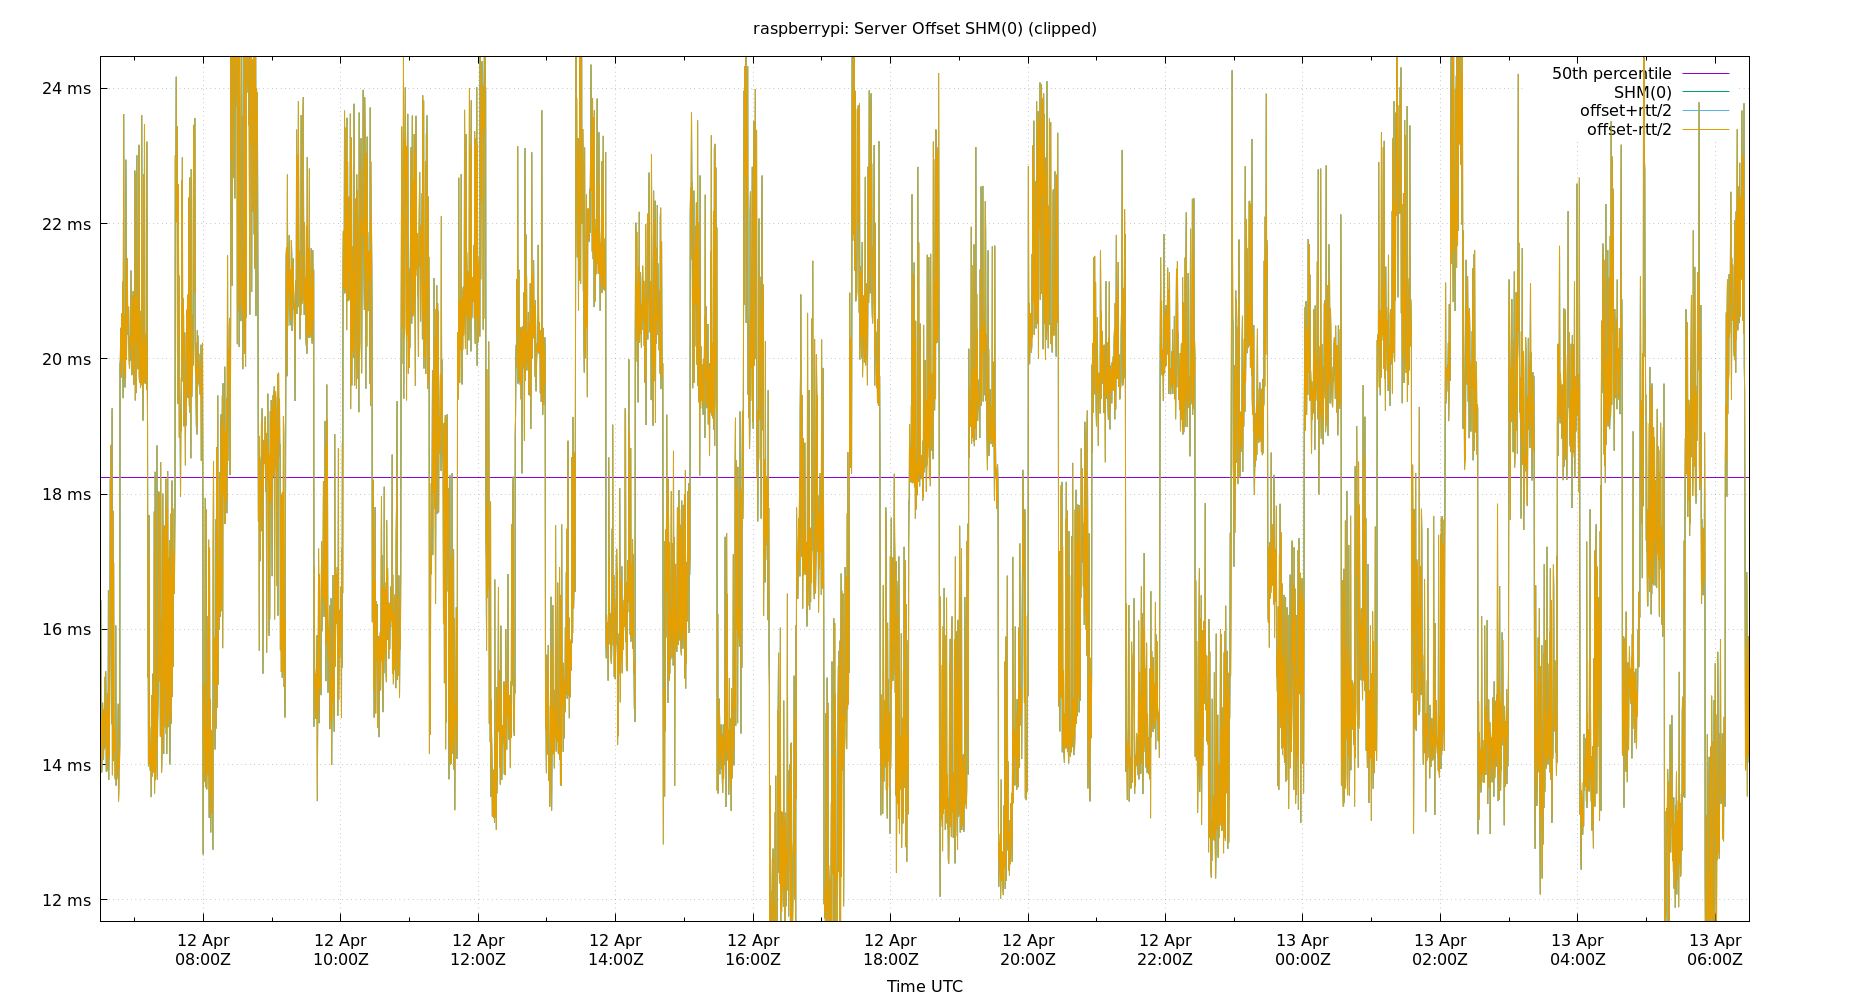 raspberrypi: Server Offset SHM(0) (clipped)
50th percentile
SHM(0)
offset+rtt/2
offset-rtt/2
24 ms
22 ms
20 ms
18 ms
16 ms
14 ms
12 ms
12 Apr 12 Apr 12 Apr 12 Apr 12 Apr 12 Apr 12 Apr 12 Apr 13 Apr 13 Apr 13 Apr 13 Apr
08:00Z 10:00Z 12:00Z 14:00Z 16:00Z 18:00Z 20:00Z 22:00Z 00:00Z 02:00Z 04:00Z 06:00Z
Time UTC